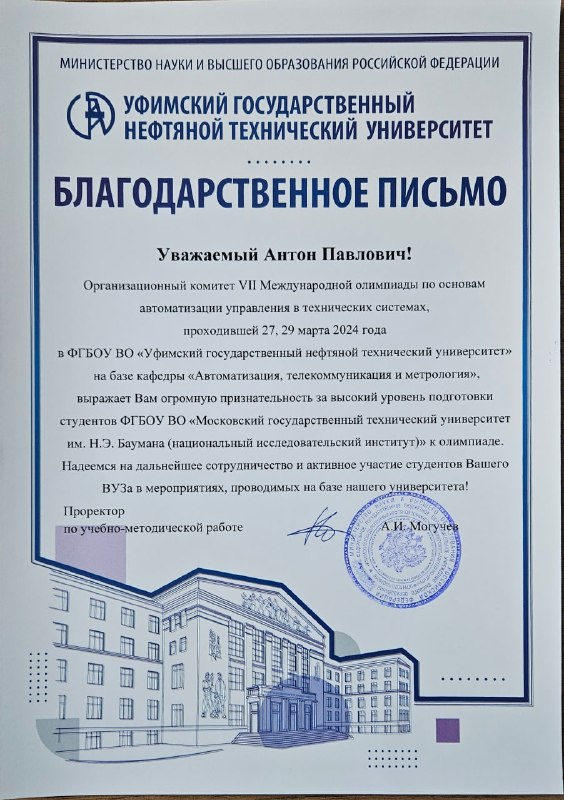 МИНИСТЕРСТВО НАУКИ И ВЫСШЕГО ОБРАЗОВАНИЯ РОССИЙСКОЙ ФЕДЕРАЦИИ
УФИМСКИЙ ГОСУДАРСТВЕННЫЙ
НЕФТЯНОЙ ТЕХНИЧЕСКИЙ УНИВЕРСИТЕТ
БЛАГОДАРСТВЕННОЕ ПИСЬМО
Уважаемый Антон Павлович!
Организационный комитет VII Международной олимпиады по основам
автоматизации управления в технических системах,
проходившей 27, 29 марта 2024 года
в ФГБОУ ВО «Уфимский государственный нефтяной технический университет»
на базе кафедры «Автоматизация, телекоммуникация и метрология»,
выражает Вам огромную признательность за высокий уровень подготовки
студентов ФГБОУ ВО «Московский государственный технический университет
им. Н.Э. Баумана (национальный исследовательский институт)» к олимпиаде.
Надеемся на дальнейшее сотрудничество и активное участие студентов Вашего
ВУЗа в мероприятиях, проводимых на базе нашего университета!
Проректор
по учебно-методической работе
А.И. Могучев